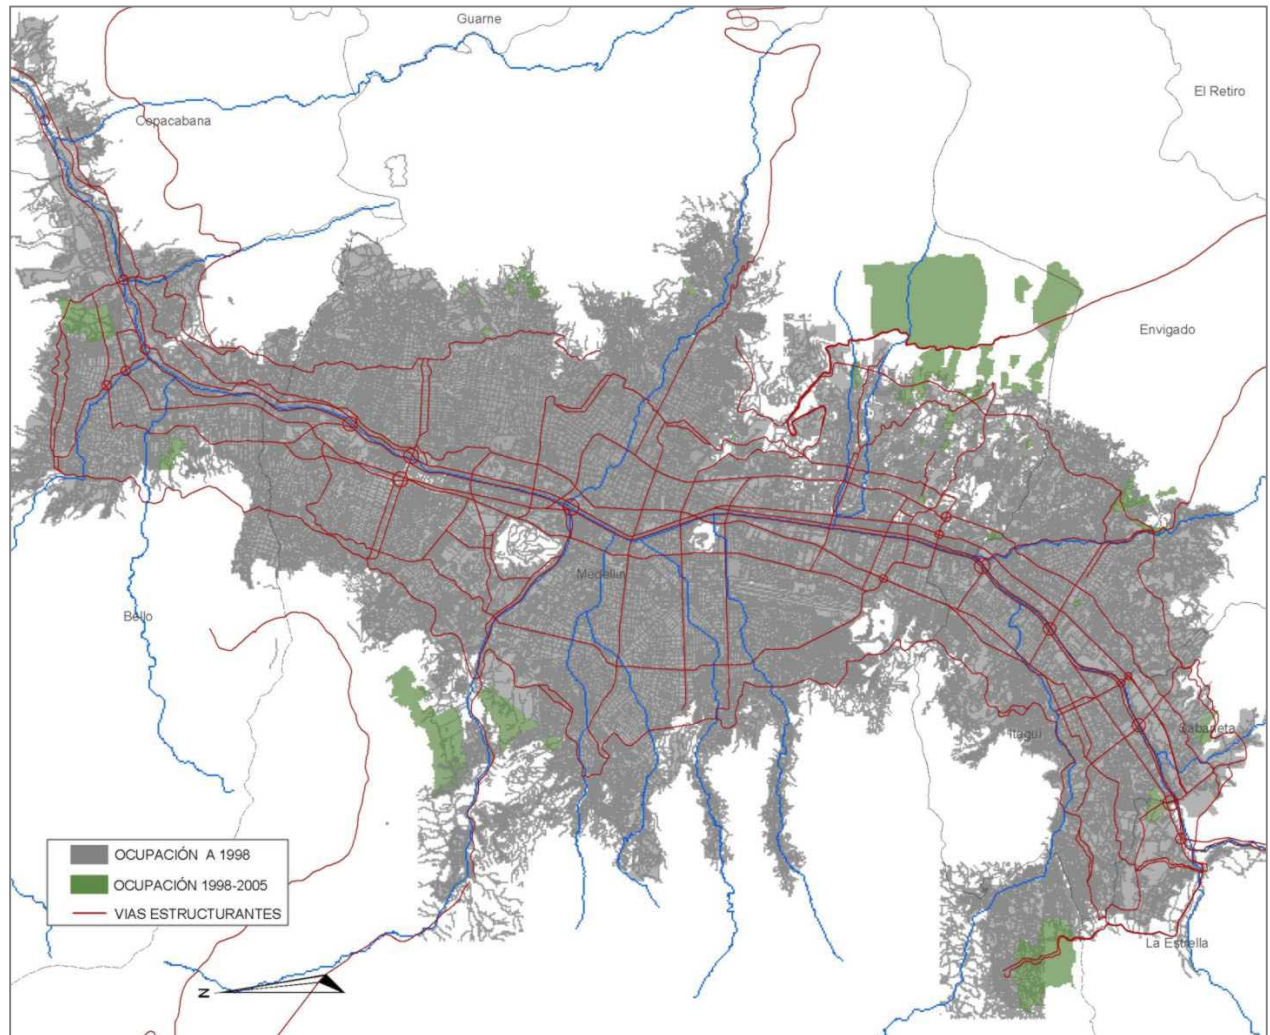 Guarne
El Retiro
Copacabana
Envigado
Medellín
Bello
Itagüí
Sabaneta
OCUPACIÓN A 1998
OCUPACIÓN 1998-2005
VIAS ESTRUCTURANTES
La Estrella
N